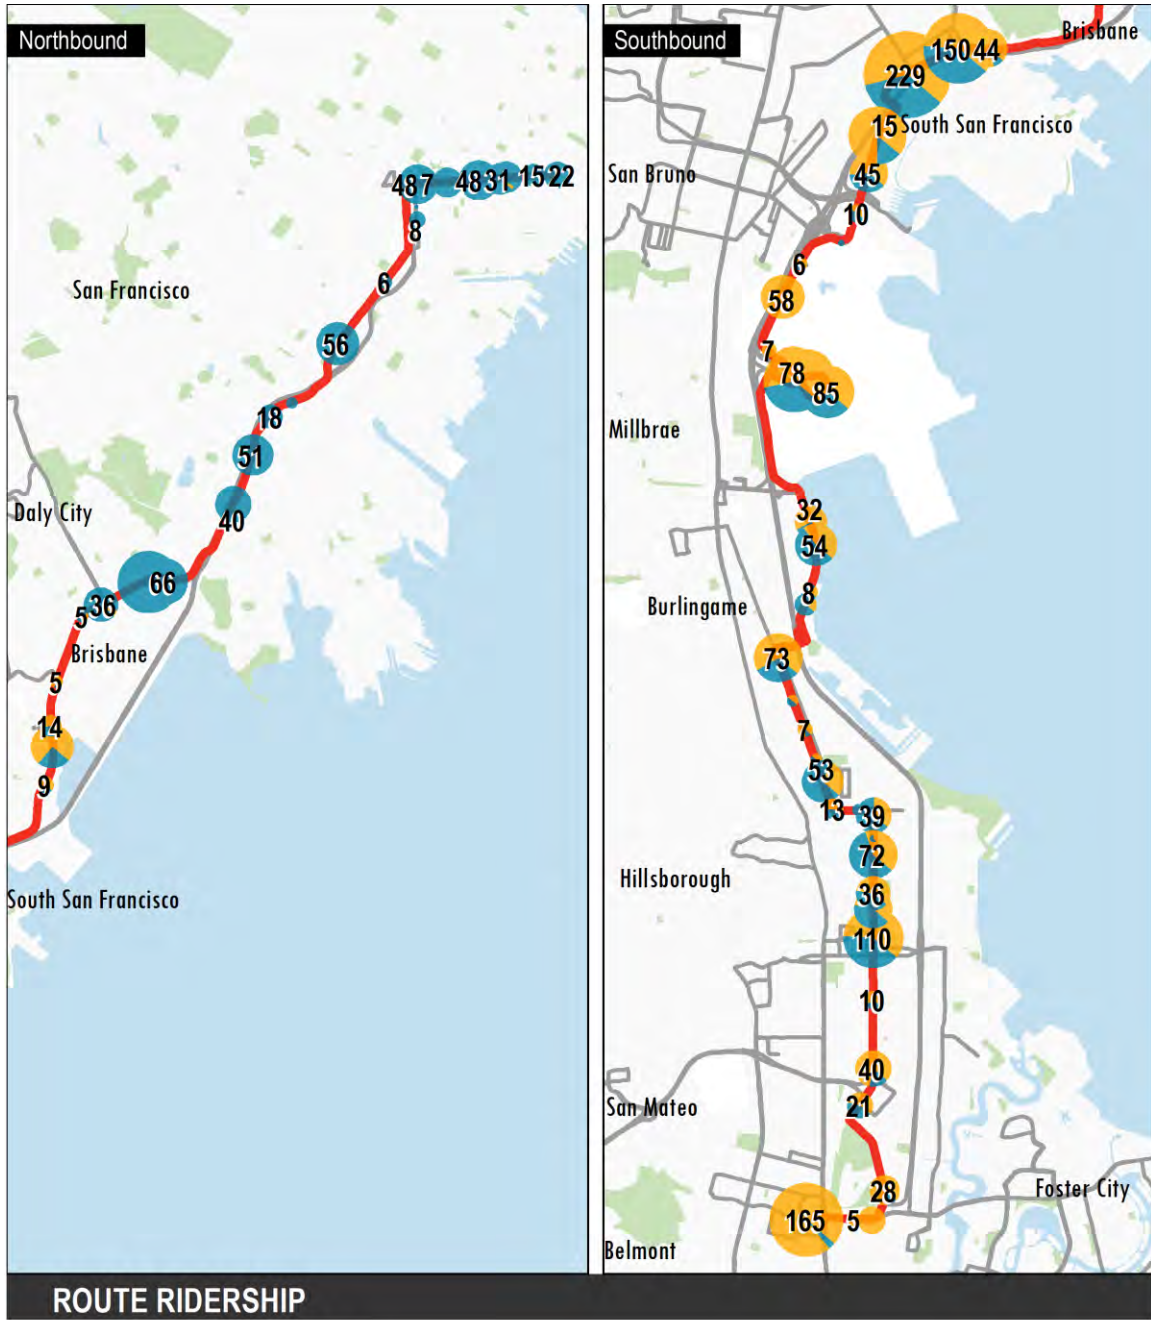 Northbound
487 48 31 15 22
8
6
San Francisco
56
18
51
40
Daly City
66
36
5
Brisbane
5
14
9
South San Francisco
Southbound
Brisbane
150 44
229
15 South San Francisco
San Bruno
45
10
6
58
7
78
85
Millbrae
32
54
8
Burlingame
73
7
53
13 39
72
Hillsborough
36
110
10
40
San Mateo
21
28
Foster City
165 5
Belmont
ROUTE RIDERSHIP